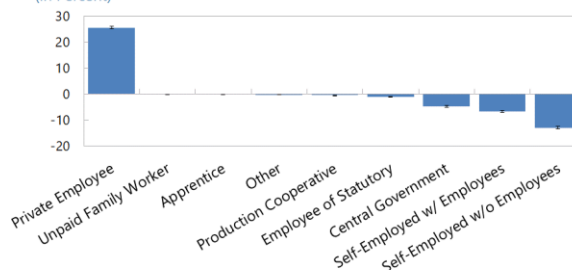 (In Percent)
30
20
10
0
-10
-20
Private Employee
Unpaid Family Worker
Apprentice
Other
Production Cooperative
Employee of Statutory
Central Government
Self-Employed w/ Employees
Self-Employed w/o Employees